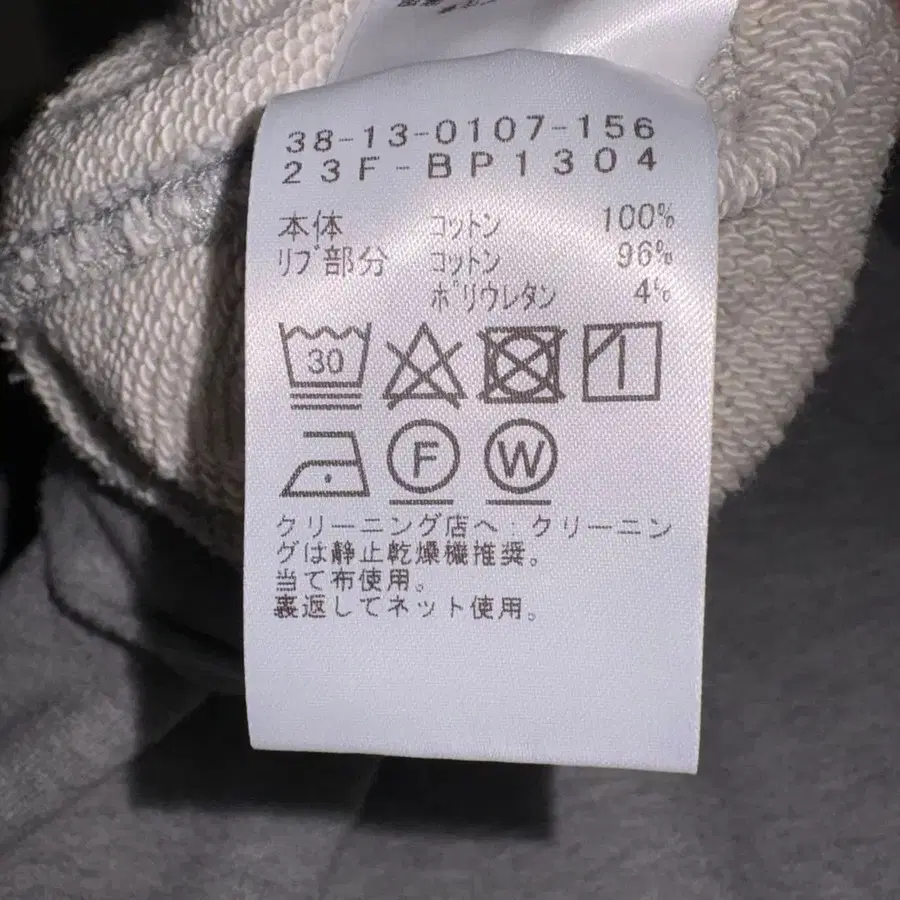 38-13-0107-156
23F-BP1304
本体 コットン 100%
リブ部分 コットン 96%
ポリウレタン 4%
30
F W
クリーニング店へ:クリーニン
グは静止乾燥機推奨。
当て布使用。
裏返してネット使用。